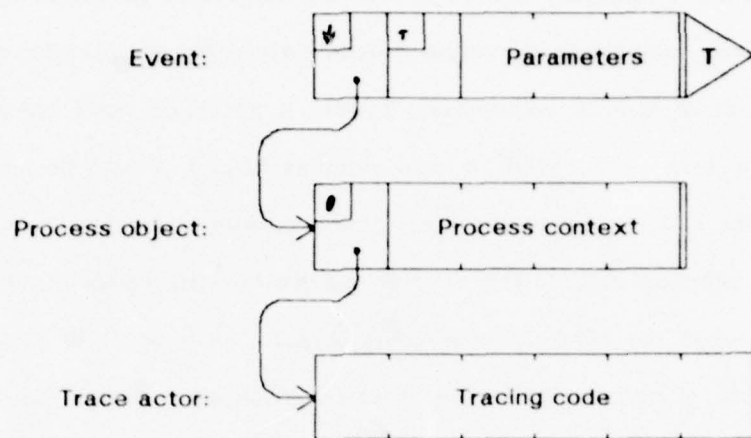 Event: Parameters T
Process object: Process context
Trace actor: Tracing code